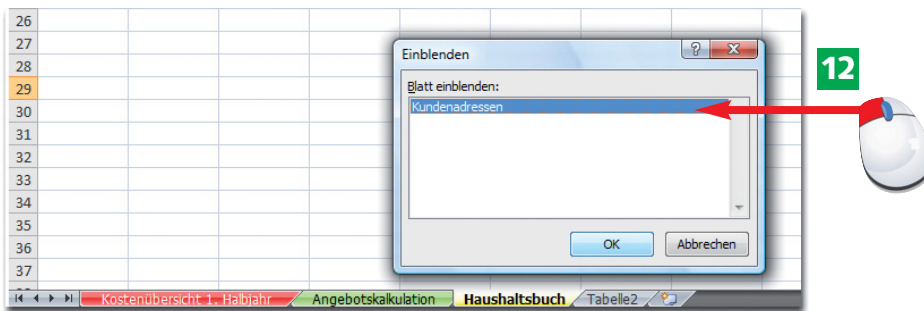 26
27
28
29
30
31
32
33
34
35
36
37
Einblenden
?
X
Blatt einblenden:
Kundenadressen
OK Abbrechen
12
Kostenübersicht 1. Halbjahr Angebotskalkulation Haushaltsbuch Tabelle2